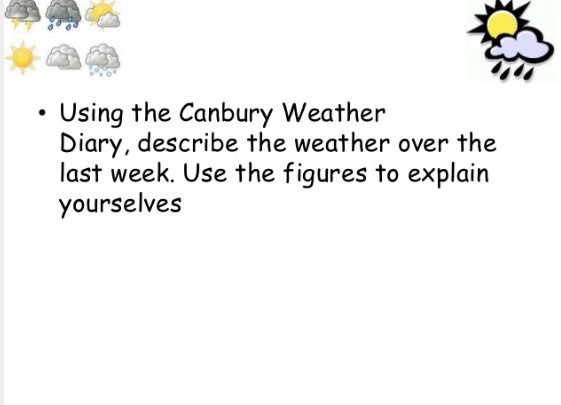 • Using the Canbury Weather
Diary, describe the weather over the
last week. Use the figures to explain
yourselves